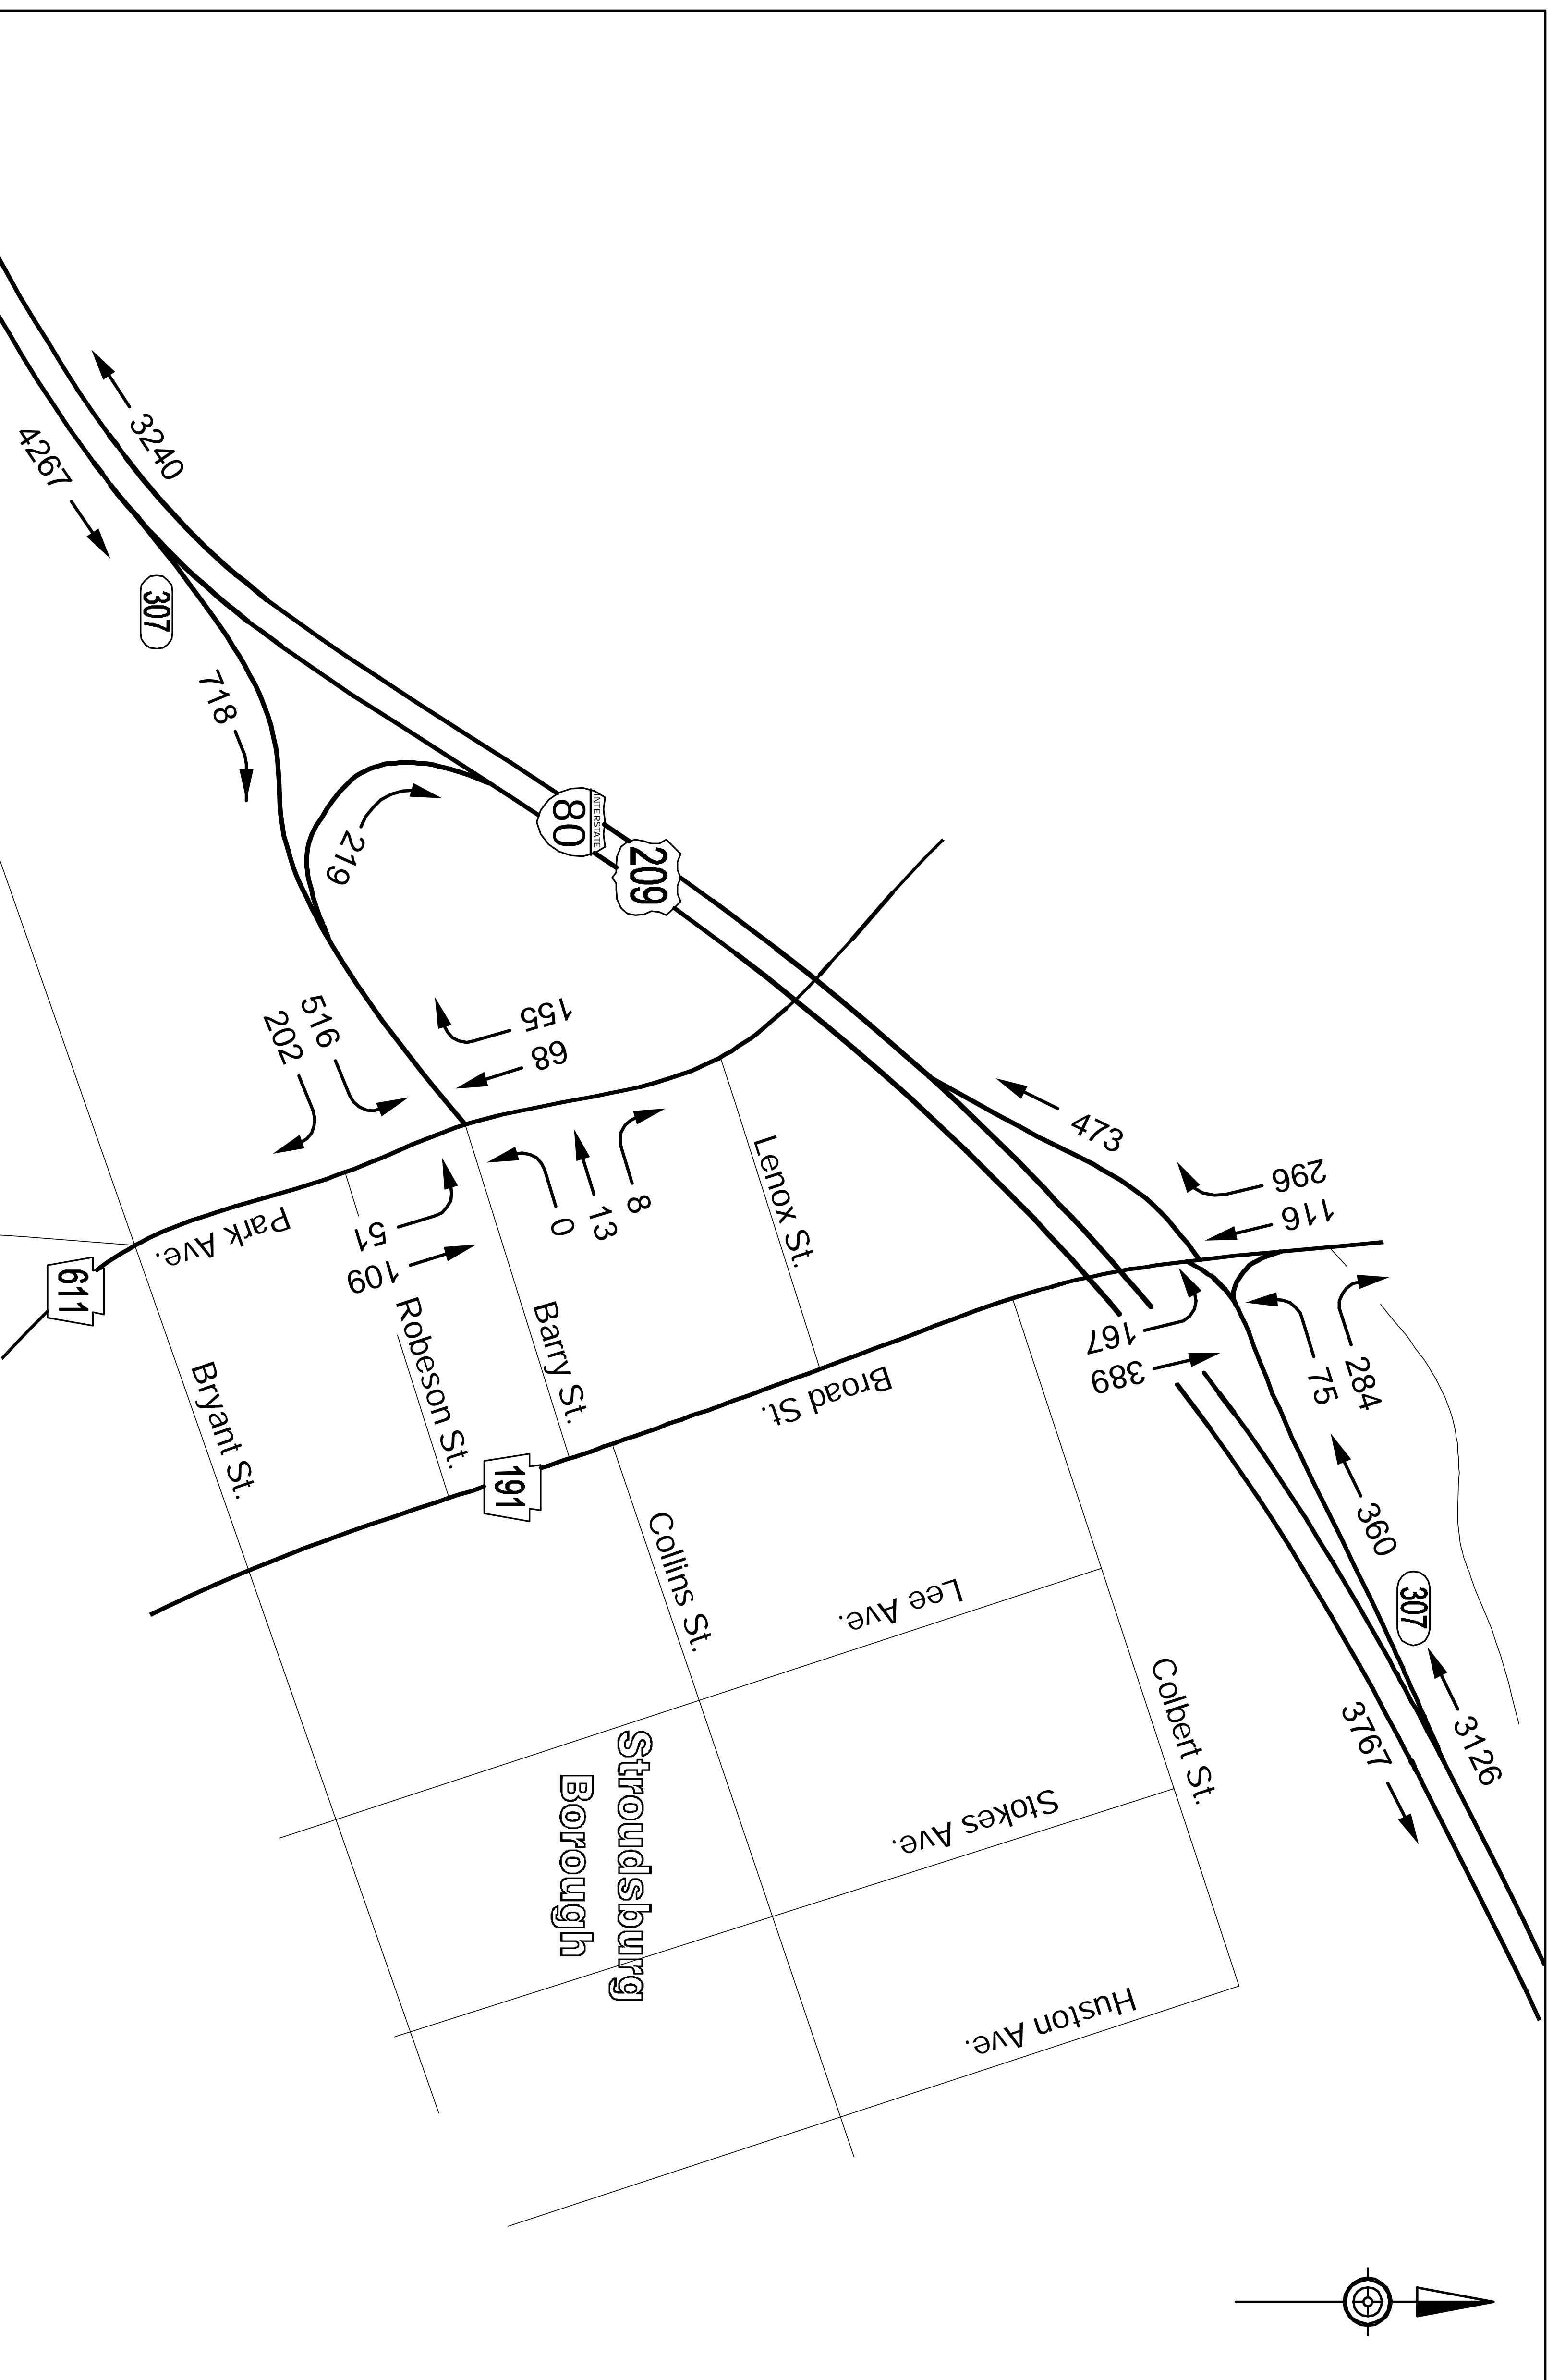 3240
4267
307
718
219
INTERSTATE
80
209
516
202
155
68
473
296
116
Park Ave.
51
109
0
13
8
Lenox St.
611
Bryant St.
Robeson St.
Barry St.
167
389
75
284
Broad St.
191
360
307
Collins St.
Lee Ave.
3126
3767
Colbert St.
Stokes Ave.
Stroudsburg
Borough
Huston Ave.